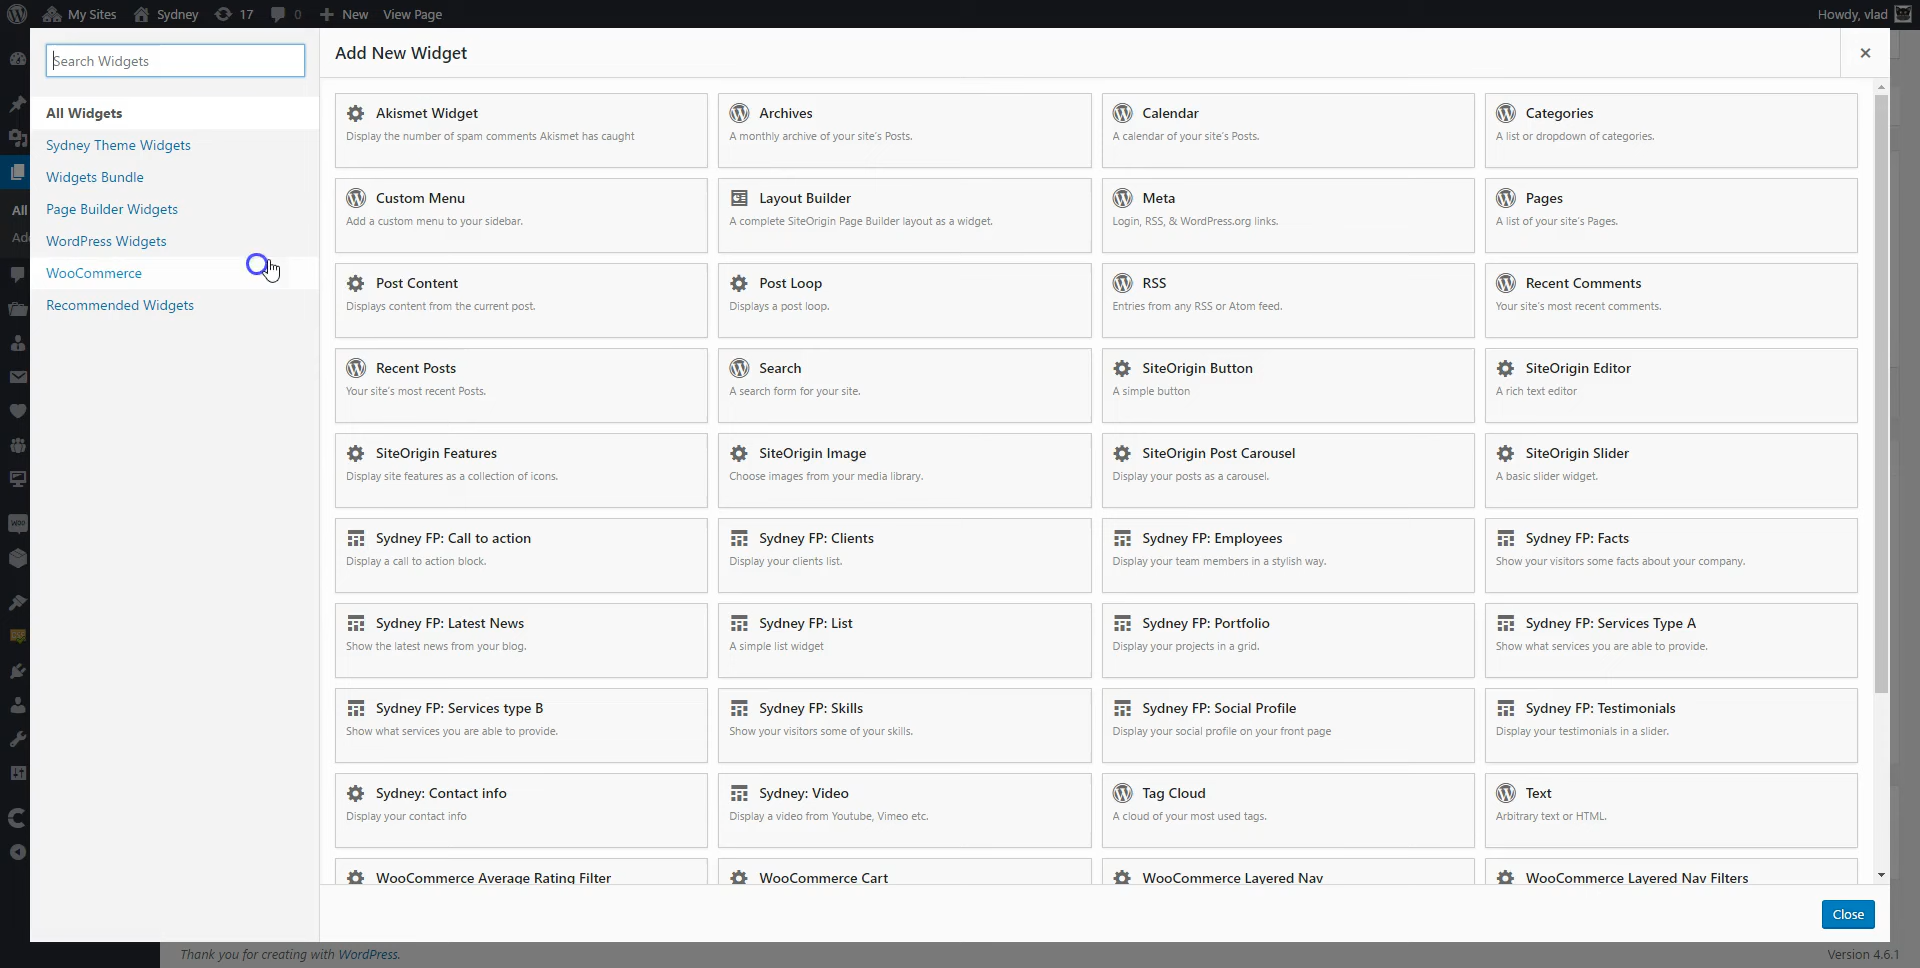 My Sites Sydney 17 0 New View Page Howdy, vlad
Search Widgets
Add New Widget
All Widgets
Sydney Theme Widgets
Widgets Bundle
Page Builder Widgets
WordPress Widgets
WooCommerce
Recommended Widgets
Akismet Widget
Display the number of spam comments Akismet has caught
Archives
A monthly archive of your site's Posts.
Calendar
A calendar of your site's Posts.
Categories
A list or dropdown of categories.
Custom Menu
Add a custom menu to your sidebar.
Layout Builder
A complete SiteOrigin Page Builder layout as a widget.
Meta
Login, RSS, & WordPress.org links.
Pages
A list of your site's Pages.
Post Content
Displays content from the current post.
Post Loop
Displays a post loop.
RSS
Entries from any RSS or Atom feed.
Recent Comments
Your site's most recent comments.
Recent Posts
Your site's most recent Posts.
Search
A search form for your site.
SiteOrigin Button
A simple button
SiteOrigin Editor
A rich text editor
SiteOrigin Features
Display site features as a collection of icons.
SiteOrigin Image
Choose images from your media library.
SiteOrigin Post Carousel
Display your posts as a carousel.
SiteOrigin Slider
A basic slider widget.
Sydney FP: Call to action
Display a call to action block.
Sydney FP: Clients
Display your clients list.
Sydney FP: Employees
Display your team members in a stylish way.
Sydney FP: Facts
Show your visitors some facts about your company.
Sydney FP: Latest News
Show the latest news from your blog.
Sydney FP: List
A simple list widget
Sydney FP: Portfolio
Display your projects in a grid.
Sydney FP: Services Type A
Show what services you are able to provide.
Sydney FP: Services type B
Show what services you are able to provide.
Sydney FP: Skills
Show your visitors some of your skills.
Sydney FP: Social Profile
Display your social profile on your front page
Sydney FP: Testimonials
Display your testimonials in a slider.
Sydney: Contact info
Display your contact info
Sydney: Video
Display a video from Youtube, Vimeo etc.
Tag Cloud
A cloud of your most used tags.
Text
Arbitrary text or HTML.
WooCommerce Average Rating Filter
WooCommerce Cart
WooCommerce Layered Nav
WooCommerce Layered Nav Filters
Close
All
Ad
Thank you for creating with WordPress.
Version 4.6.1